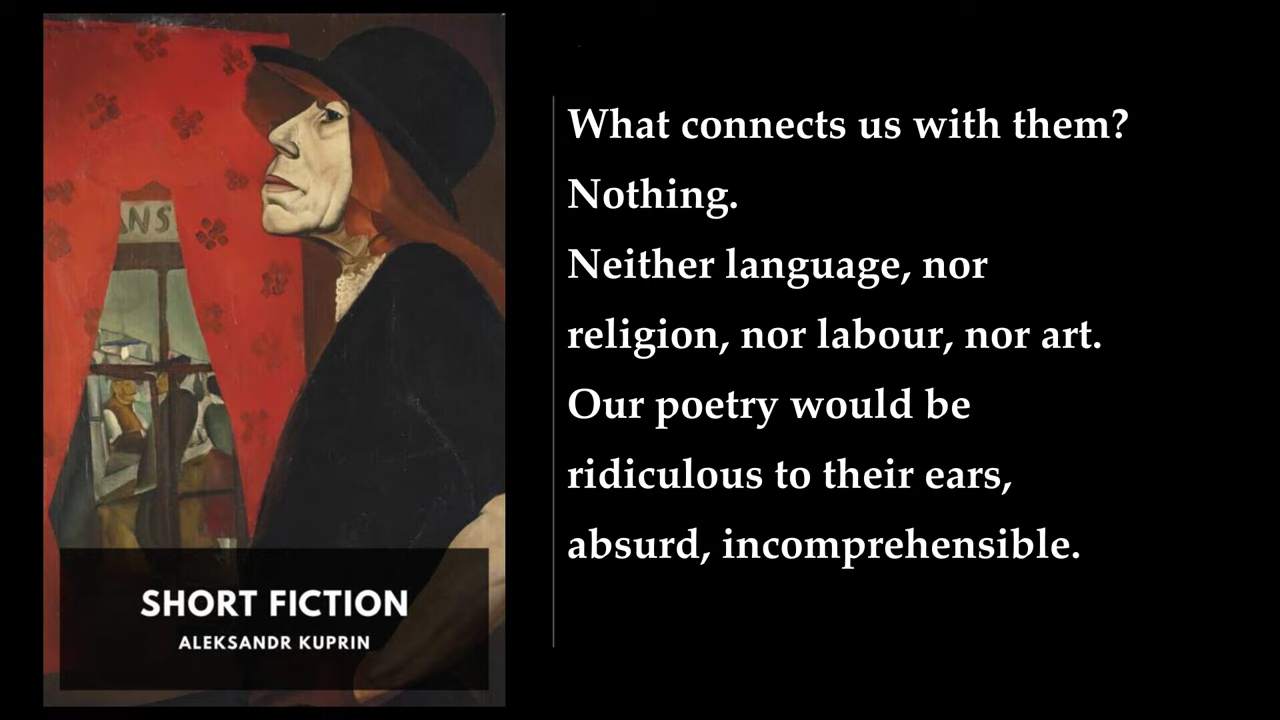 ANS
SHORT FICTION
ALEKSANDR KUPRIN
What connects us with them?
Nothing.
Neither language, nor
religion, nor labour, nor art.
Our poetry would be
ridiculous to their ears,
absurd, incomprehensible.